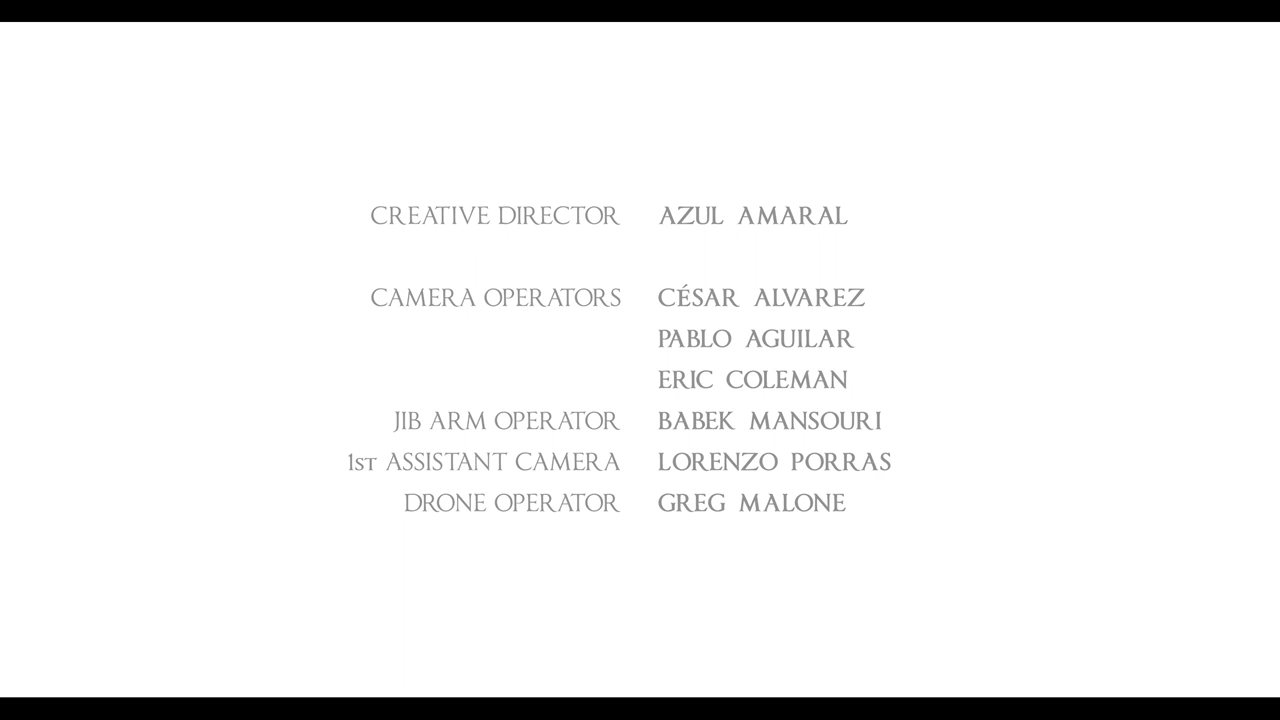 CREATIVE DIRECTOR AZUL AMARAL
CAMERA OPERATORS CÉSAR ALVAREZ
PABLO AGUILAR
ERIC COLEMAN
JIB ARM OPERATOR BABEK MANSOURI
1ST ASSISTANT CAMERA LORENZO PORRAS
DRONE OPERATOR GREG MALONE